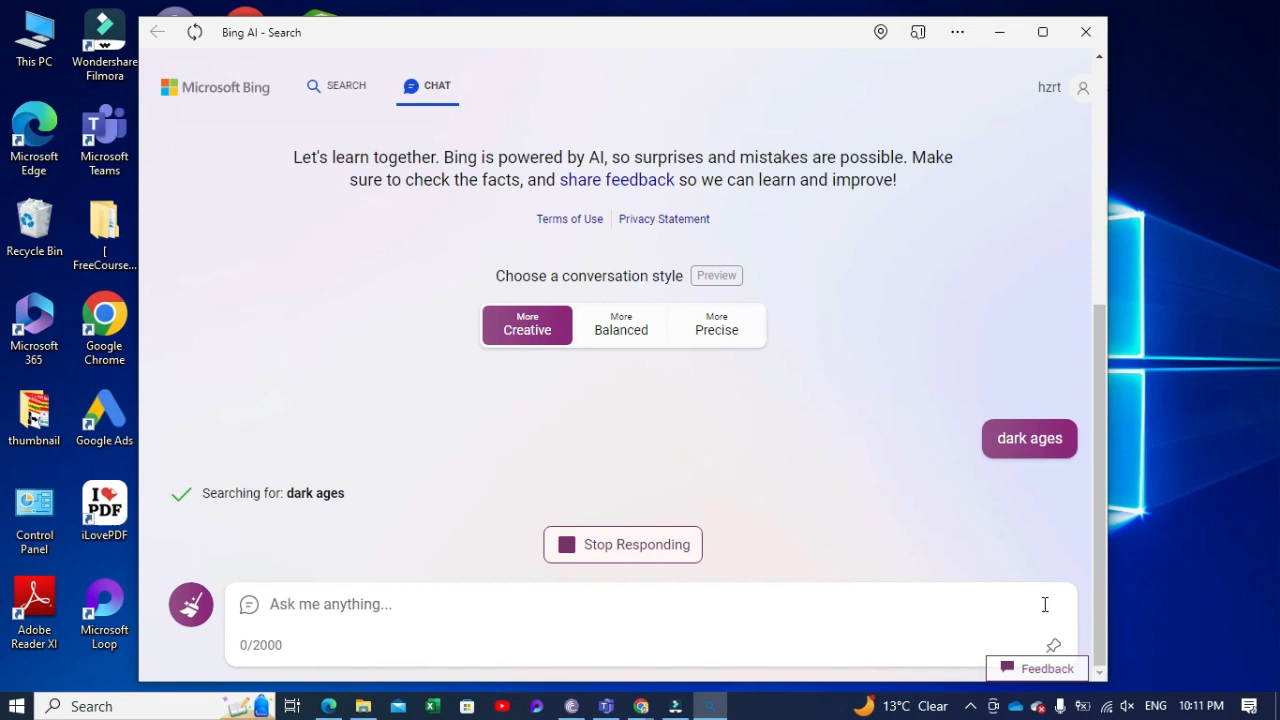 This PC
Wondershare
Filmora
Microsoft
Edge
Microsoft
Teams
Recycle Bin
[
FreeCourse...
Microsoft
365
Google
Chrome
thumbnail
Google Ads
Control
Panel
I
PDF
iLovePDF
Adobe
Reader XI
Microsoft
Loop
Bing AI - Search
Microsoft Bing
SEARCH
CHAT
hzrt
Let's learn together. Bing is powered by AI, so surprises and mistakes are possible. Make
sure to check the facts, and share feedback so we can learn and improve!
Terms of Use
Privacy Statement
Choose a conversation style
Preview
More
Creative
More
Balanced
More
Precise
dark ages
Searching for: dark ages
Stop Responding
Ask me anything...
0/2000
Feedback
Search
13°C Clear
ENG
10:11 PM